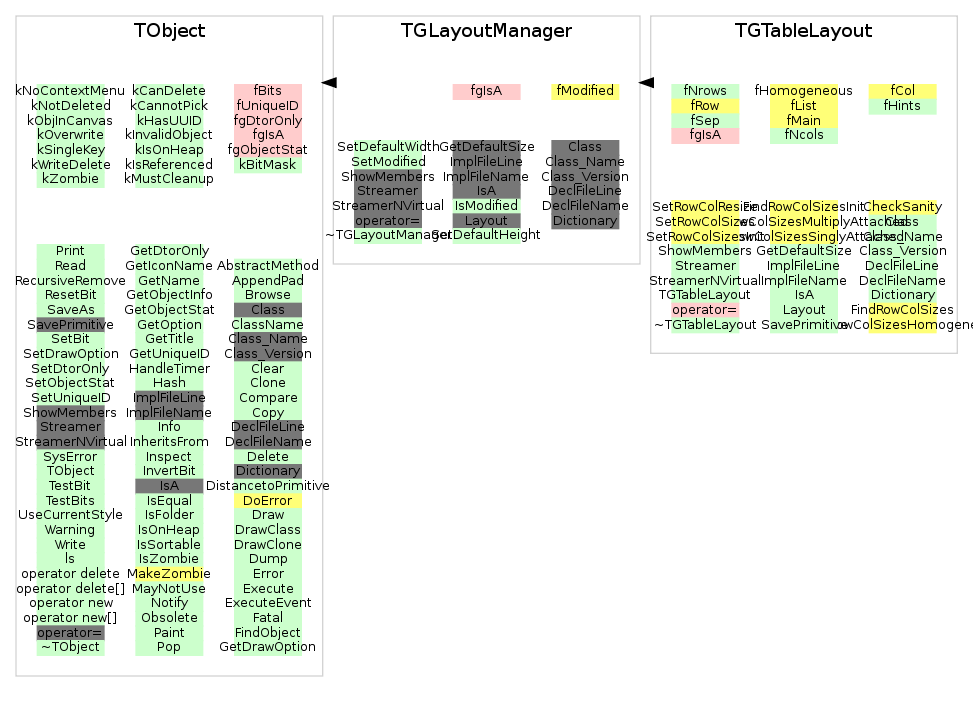 TObject
kNoContextMenu kCanDelete fBits
kNotDeleted kCannotPick fUniqueID
kObjInCanvas kHasUUID fgDtorOnly
kOverwrite kInvalidObject fgIsA
kSingleKey kIsOnHeap fgObjectStat
kWriteDelete kIsReferenced kBitMask
kZombie kMustCleanup
Print GetDtorOnly
Read GetIconName AbstractMethod
RecursiveRemove GetName AppendPad
ResetBit GetObjectInfo Browse
SaveAs GetObjectStat Class
SavePrimitive GetOption ClassName
SetBit GetTitle Class_Name
SetDrawOption GetUniqueID Class_Version
SetDtorOnly HandleTimer Clear
SetObjectStat Hash Clone
SetUniqueID ImplFileLine Compare
ShowMembers ImplFileName Copy
Streamer Info DeclFileLine
StreamerNVirtual InheritsFrom DeclFileName
SysError Inspect Delete
TObject InvertBit Dictionary
TestBit IsA DistancetoPrimitive
TestBits IsEqual DoError
UseCurrentStyle IsFolder Draw
Warning IsOnHeap DrawClass
Write IsSortable DrawClone
ls IsZombie Dump
operator delete MakeZombie Error
operator delete[] MayNotUse Execute
operator new Notify ExecuteEvent
operator new[] Obsolete Fatal
operator= Paint FindObject
~TObject Pop GetDrawOption
TGLayoutManager
fgIsA fModified
SetDefaultWidth GetDefaultSize Class
SetModified ImplFileLine Class_Name
ShowMembers ImplFileName Class_Version
Streamer IsA DeclFileLine
StreamerNVirtual IsModified DeclFileName
operator= Layout Dictionary
~TGLayoutManager SetDefaultHeight
TGTableLayout
fNrows fHomogeneous fCol
fRow fList fHints
fSep fMain
fgIsA fNcols
SetRowColResize FindRowColSizesInit CheckSanity
SetRowColSizes ColSizesMultiplyAttached Class
ColSizesSinglyAttached Class_Name
ShowMembers GetDefaultSize Class_Version
Streamer ImplFileLine DeclFileLine
StreamerNVirtual ImplFileName DeclFileName
TGTableLayout IsA Dictionary
operator= Layout FindRowColSizes
~TGTableLayout SavePrimitive